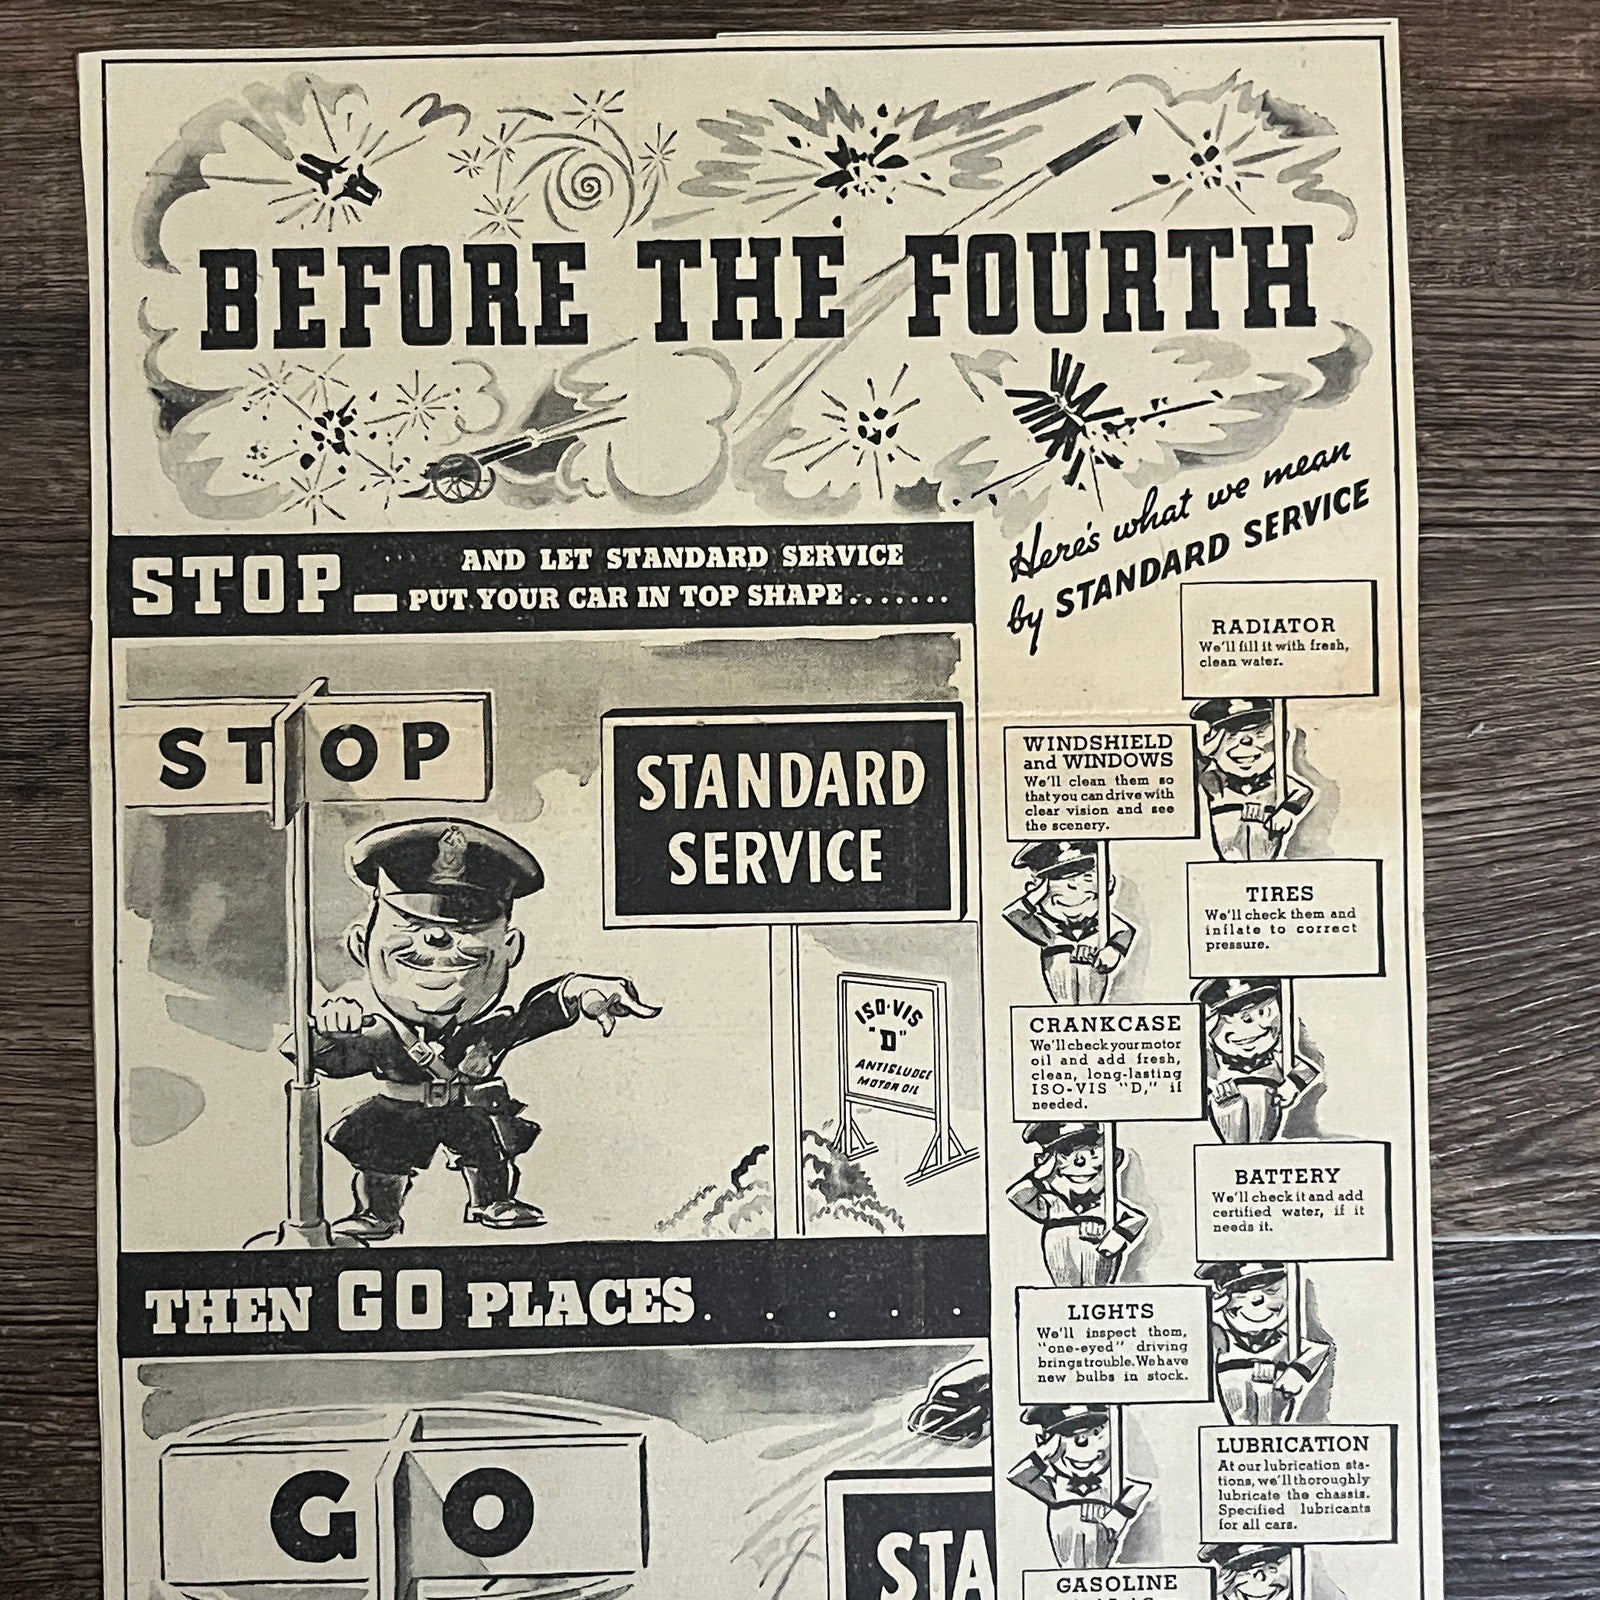 BEFORE THE FOURTH
STOP — AND LET STANDARD SERVICE
PUT YOUR CAR IN TOP SHAPE.......
STOP
STANDARD
SERVICE
ISO-VIS
"D"
ANTISLUDGE
MOTOR OIL
THEN GO PLACES. . . . . .
GO
STA
Here's what we mean
by STANDARD SERVICE
RADIATOR
We'll fill it with fresh,
clean water.
WINDSHIELD
and WINDOWS
We'll clean them so
that you can drive with
clear vision and see
the scenery.
TIRES
We'll check them and
inflate to correct
pressure.
CRANKCASE
We'll check your motor
oil and add fresh,
clean, long-lasting
ISO-VIS "D," if
needed.
BATTERY
We'll check it and add
certified water, if it
needs it.
LIGHTS
We'll inspect them,
"one-eyed" driving
brings trouble. We have
new bulbs in stock.
LUBRICATION
At our lubrication sta-
tions, we'll thoroughly
lubricate the chassis.
Specified lubricants
for all cars.
GASOLINE